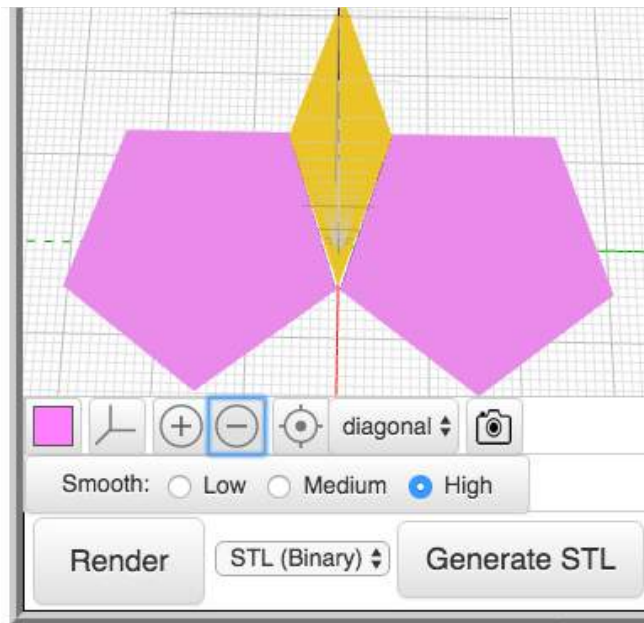 diagonal
Smooth: Low Medium High
Render STL (Binary) Generate STL